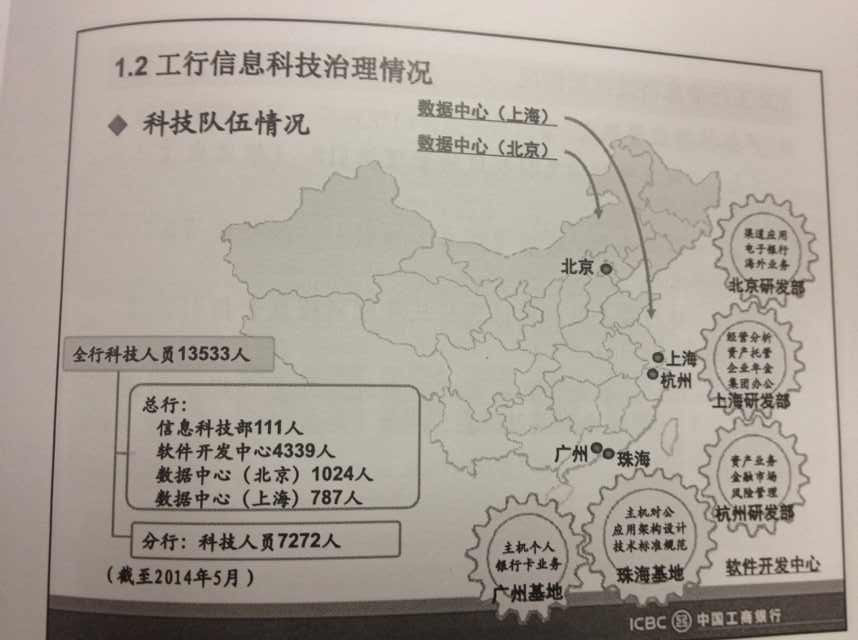 1.2 工行信息科技治理情况
◆ 科技队伍情况
数据中心（上海）
数据中心（北京）
北京
上海
杭州
广州
珠海
渠道应用
电子银行
海外业务
北京研发部
经营分析
资产托管
企业年金
集团办公
上海研发部
资产业务
金融市场
风险管理
杭州研发部
主机对公
应用架构设计
技术标准规范
珠海基地
主机个人
银行卡业务
广州基地
软件开发中心
全行科技人员13533人
总行：
信息科技部111人
软件开发中心4339人
数据中心（北京）1024人
数据中心（上海）787人
分行：科技人员7272人
（截至2014年5月）
ICBC 中国工商银行